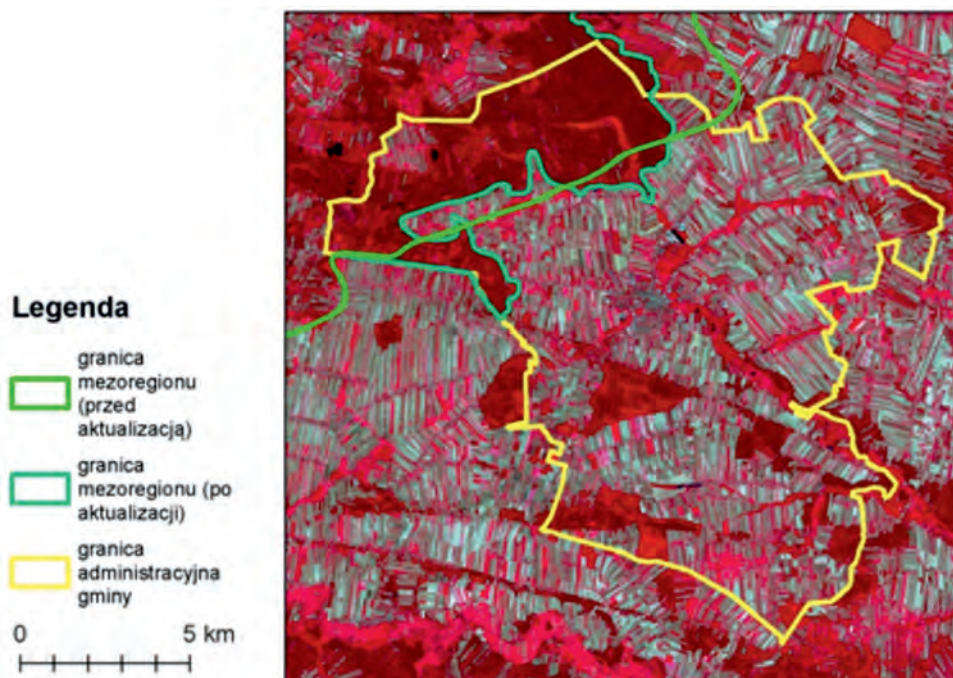 Legenda
granica
mezoregionu
(przed
aktualizacją)
granica
mezoregionu (po
aktualizacji)
granica
administracyjna
gminy
0 5 km